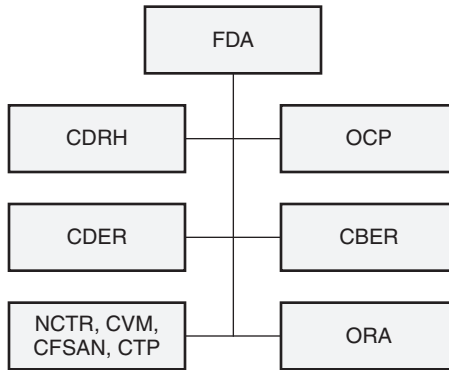 FDA
CDRH
OCP
CDER
CBER
NCTR, CVM,
CFSAN, CTP
ORA